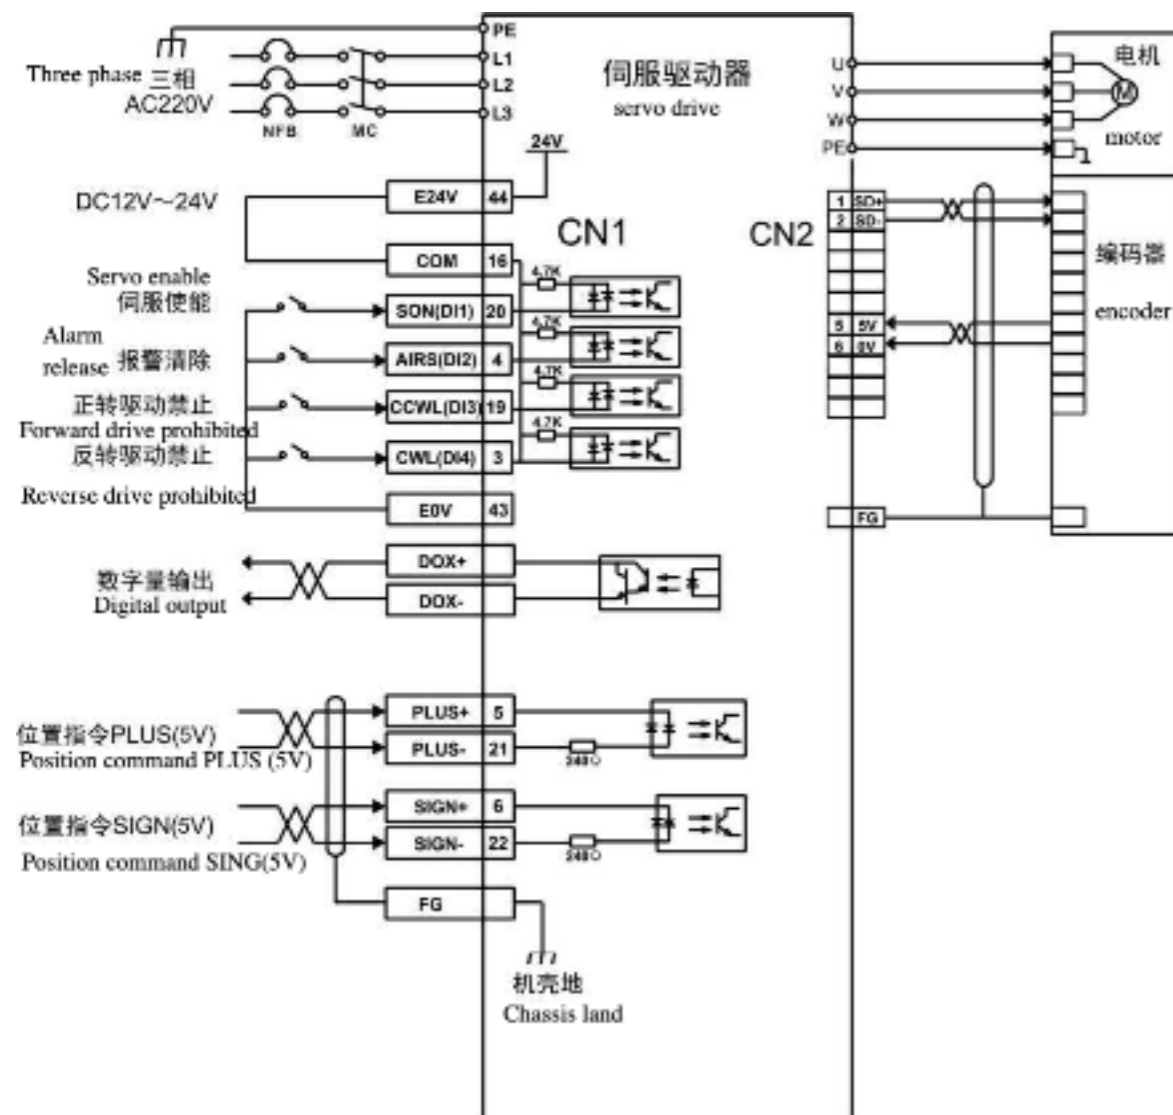 PE
L1
Three phase 三相
AC220V
L2
L3
NFB
MC
伺服驱动器
servo drive
U
V
W
PE
电机
M
motor
24V
DC12V～24V
E24V 44
CN1
CN2
COM 16
Servo enable
伺服使能
SON(DI1) 20
4.7K
Alarm
release 报警清除
AIRS(DI2) 4
4.7K
正转驱动禁止
Forward drive prohibited
CCWL(DI3) 19
4.7K
反转驱动禁止
CWL(DI4) 3
4.7K
Reverse drive prohibited
E0V 43
1 SD+
2 SD-
5 5V
6 0V
FG
编码器
encoder
数字量输出
Digital output
DOX+
DOX-
位置指令PLUS(5V)
Position command PLUS (5V)
PLUS+ 5
PLUS- 21
240Ω
位置指令SIGN(5V)
Position command SING(5V)
SIGN+ 6
SIGN- 22
240Ω
FG
机壳地
Chassis land